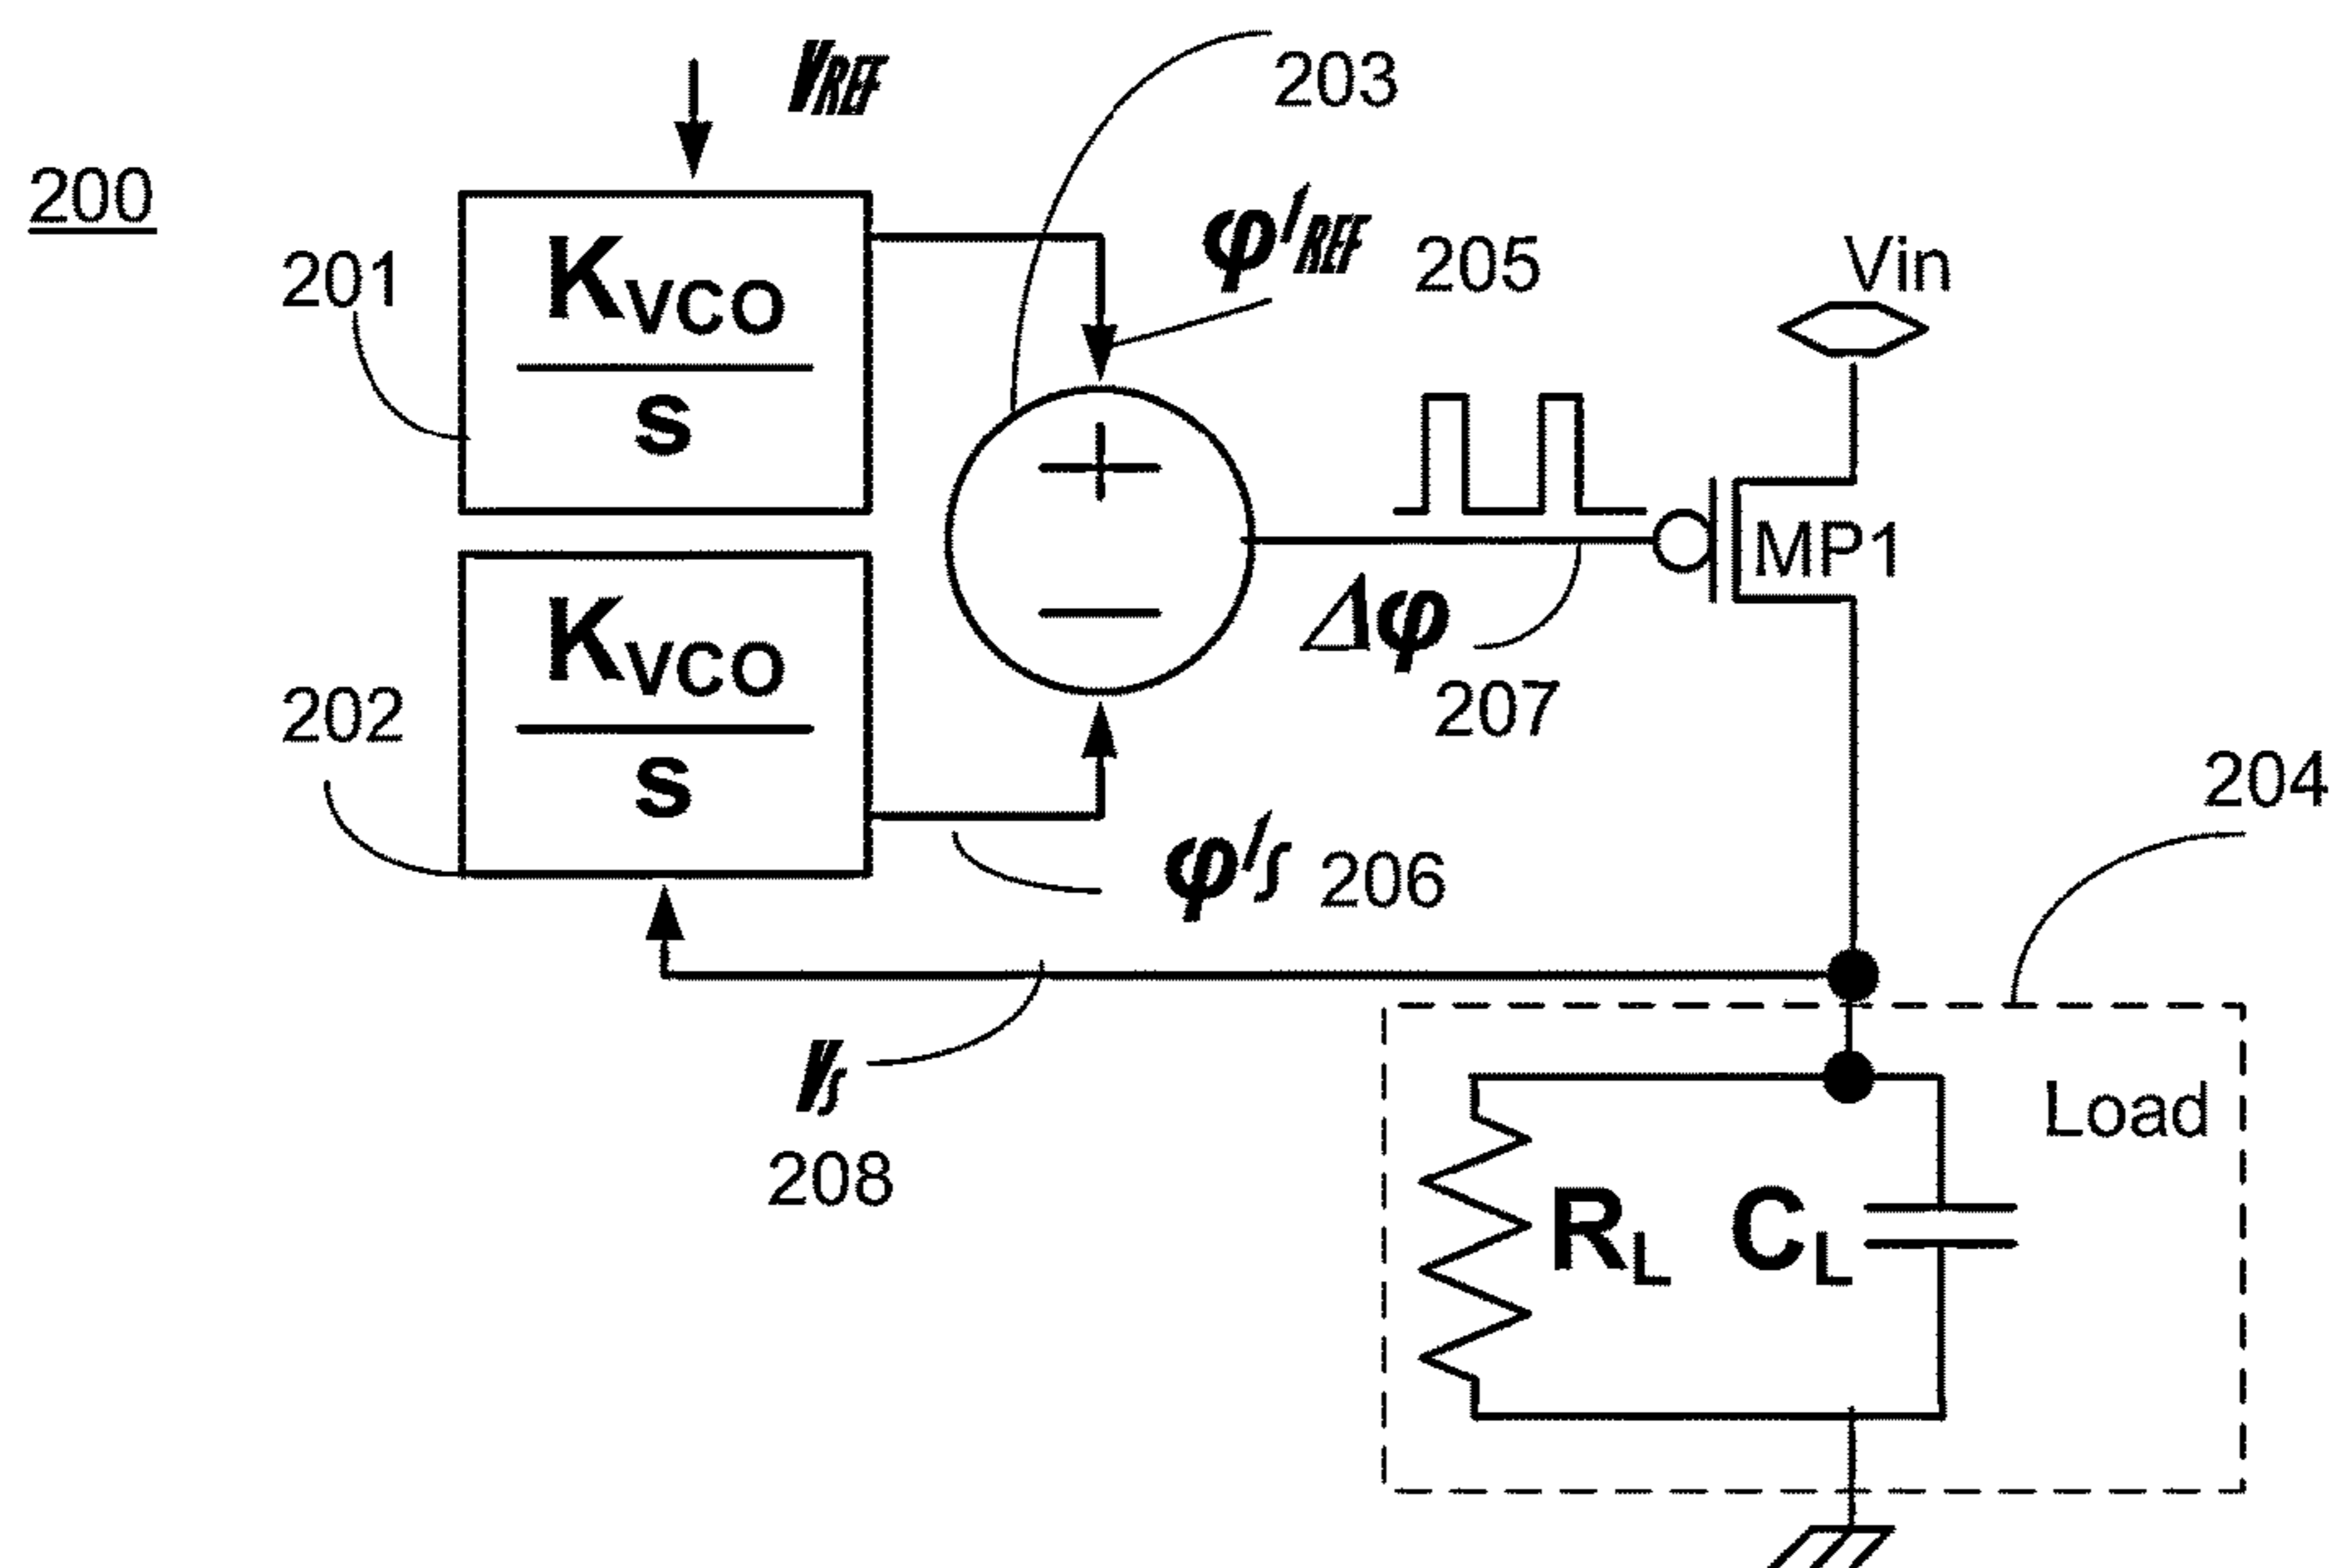 200
V_REF
203
201
K_VCO
s
φ'_REF 205
Vin
+
−
MP1
Δφ
207
202
K_VCO
s
φ'_S 206
204
V_S
208
Load
R_L C_L